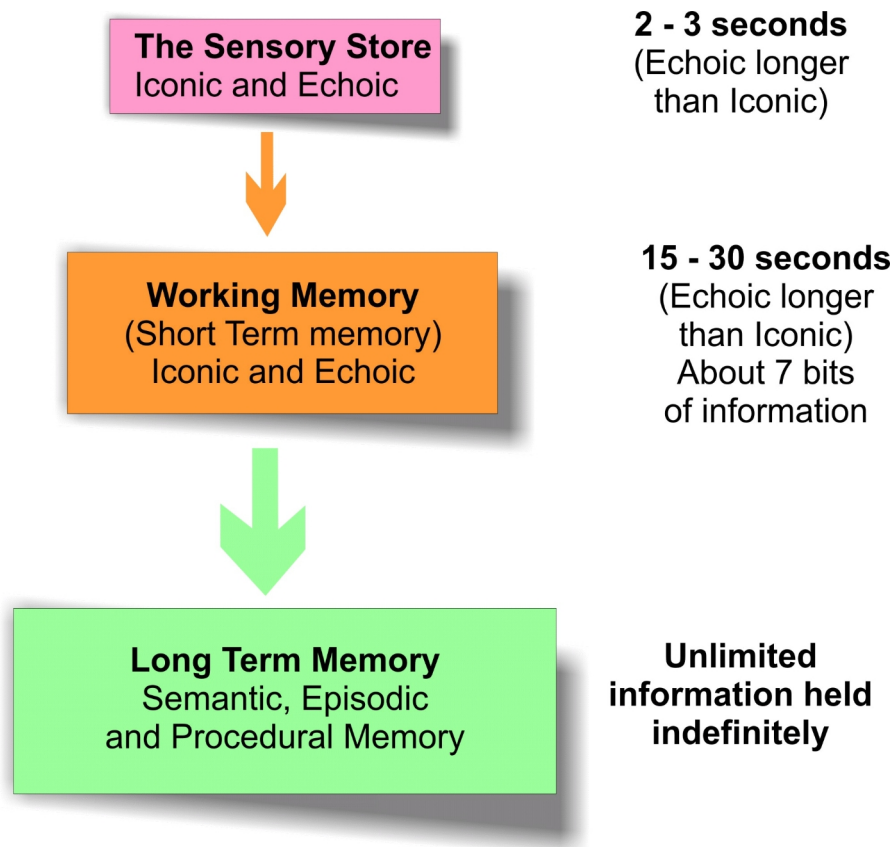 The Sensory Store
Iconic and Echoic
2 - 3 seconds
(Echoic longer
than Iconic)
Working Memory
(Short Term memory)
Iconic and Echoic
15 - 30 seconds
(Echoic longer
than Iconic)
About 7 bits
of information
Long Term Memory
Semantic, Episodic
and Procedural Memory
Unlimited
information held
indefinitely